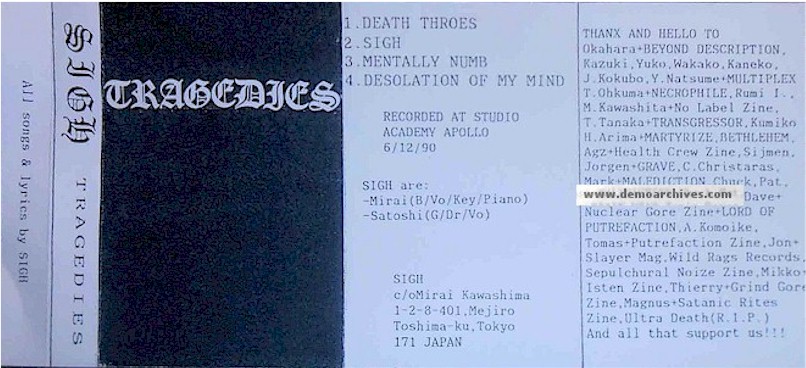 All songs & lyrics by SIGH
SIGH
TRAGEDIES
TRAGEDIES
1.DEATH THROES
2.SIGH
3.MENTALLY NUMB
4.DESOLATION OF MY MIND
RECORDED AT STUDIO
ACADEMY APOLLO
6/12/90
SIGH are:
-Mirai(B/Vo/Key/Piano)
-Satoshi(G/Dr/Vo)
SIGH
c/oMirai Kawashima
1-2-8-401,Mejiro
Toshima-ku,Tokyo
171 JAPAN
THANX AND HELLO TO
Okahara+BEYOND DESCRIPTION,
Kazuki,Yuko,Wakako,Kaneko,
J.Kokubo,Y.Natsume+MULTIPLEX
T.Ohkuma+NECROPHILE,Rumi I.,
M.Kawashita+No Label Zine,
T.Tanaka+TRANSGRESSOR,Kumiko
H.Arima+MARTYRIZE,BETHLEHEM,
Agz+Health Crew Zine,Sijmen,
Jorgen+GRAVE,C.Christaras,
Mark+MALEDICTION,Chuck,Pat,
www.demoarchives.com
Dave+
Nuclear Gore Zine+LORD OF
PUTREFACTION,A.Komoike,
Tomas+Putrefaction Zine,Jon+
Slayer Mag,Wild Rags Records,
Sepulchural Noize Zine,Mikko+
Isten Zine,Thierry+Grind Gore
Zine,Magnus+Satanic Rites
Zine,Ultra Death(R.I.P.)
And all that support us!!!